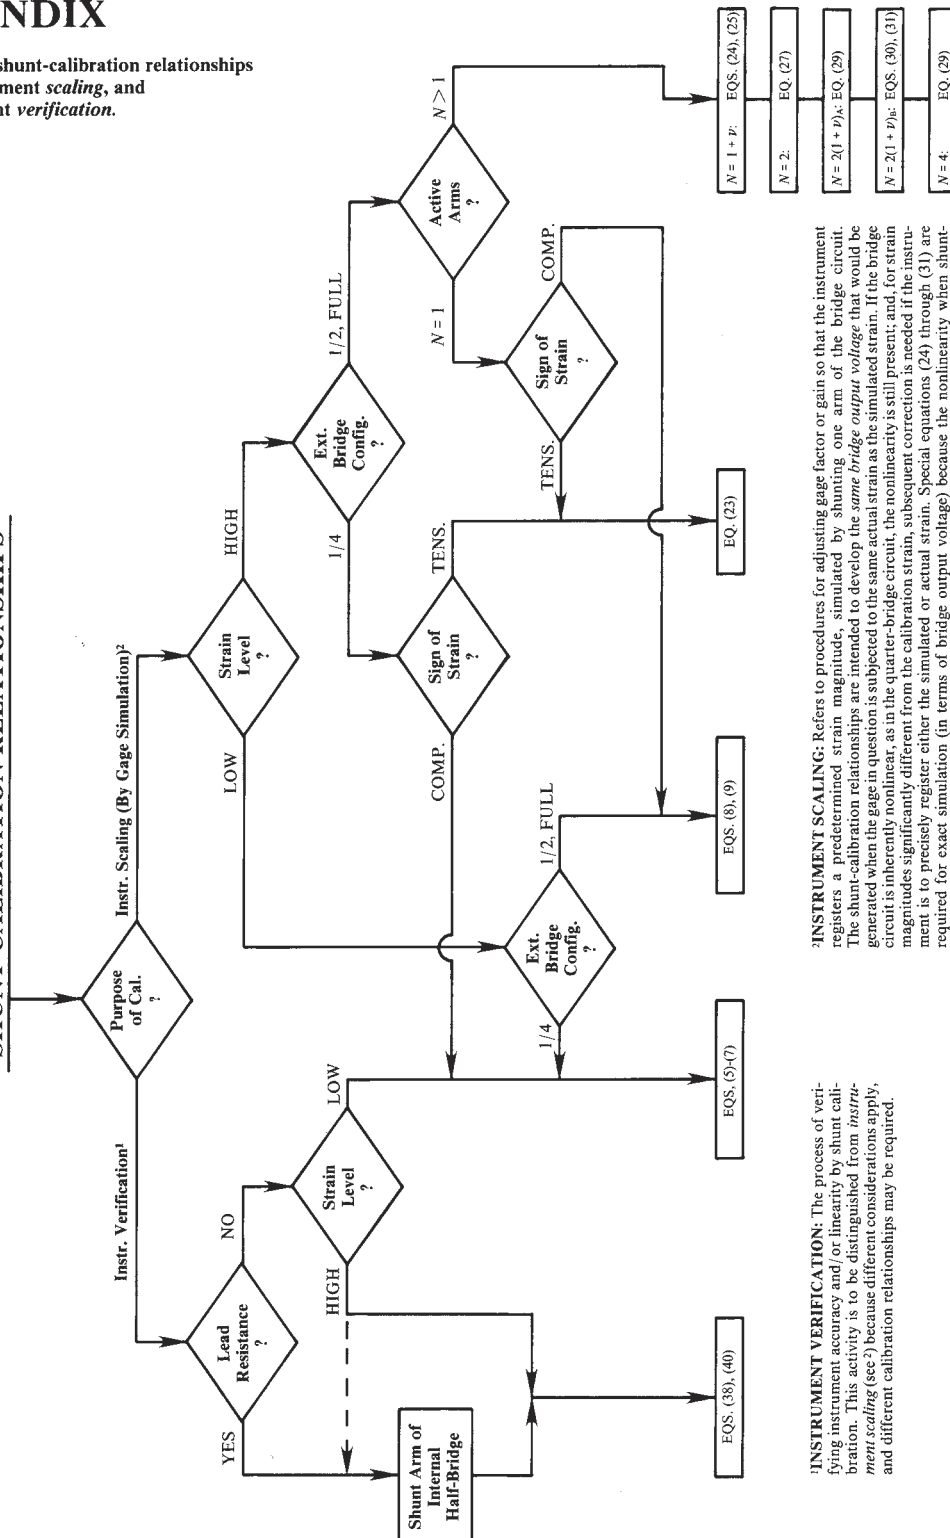 NDIX
shunt-calibration relationships
ment scaling, and
nt verification.
SHUNT CALIBRATION RELATIONSHIPS
Purpose
of Cal.
?
Instr. Verification¹
Instr. Scaling (By Gage Simulation)²
Lead
Resistance
?
YES
NO
Strain
Level
?
HIGH
LOW
Shunt Arm of
Internal
Half-Bridge
Strain
Level
?
LOW
HIGH
Ext.
Bridge
Config.
?
1/4
1/2, FULL
Sign of
Strain
?
COMP.
TENS.
Active
Arms
?
N = 1
N > 1
Sign of
Strain
?
TENS.
COMP.
Ext.
Bridge
Config.
?
1/4
1/2, FULL
EQS. (38), (40)
EQS, (5)-(7)
EQS. (8), (9)
EQ. (23)
N = 1 + ν: EQS. (24), (25)
N = 2: EQ. (27)
N = 2(1 + ν)A: EQ. (29)
N = 2(1 + ν)B: EQS. (30), (31)
N = 4: EQ. (29)
¹INSTRUMENT VERIFICATION: The process of veri-
fying instrument accuracy and/or linearity by shunt cali-
bration. This activity is to be distinguished from instru-
ment scaling (see ²) because different considerations apply,
and different calibration relationships may be required.
²INSTRUMENT SCALING: Refers to procedures for adjusting gage factor or gain so that the instrument
registers a predetermined strain magnitude, simulated by shunting one arm of the bridge circuit.
The shunt-calibration relationships are intended to develop the same bridge output voltage that would be
generated when the gage in question is subjected to the same actual strain as the simulated strain. If the bridge
circuit is inherently nonlinear, as in the quarter-bridge circuit, the nonlinearity is still present; and, for strain
magnitudes significantly different from the calibration strain, subsequent correction is needed if the instru-
ment is to precisely register either the simulated or actual strain. Special equations (24) through (31) are
required for exact simulation (in terms of bridge output voltage) because the nonlinearity when shunt-